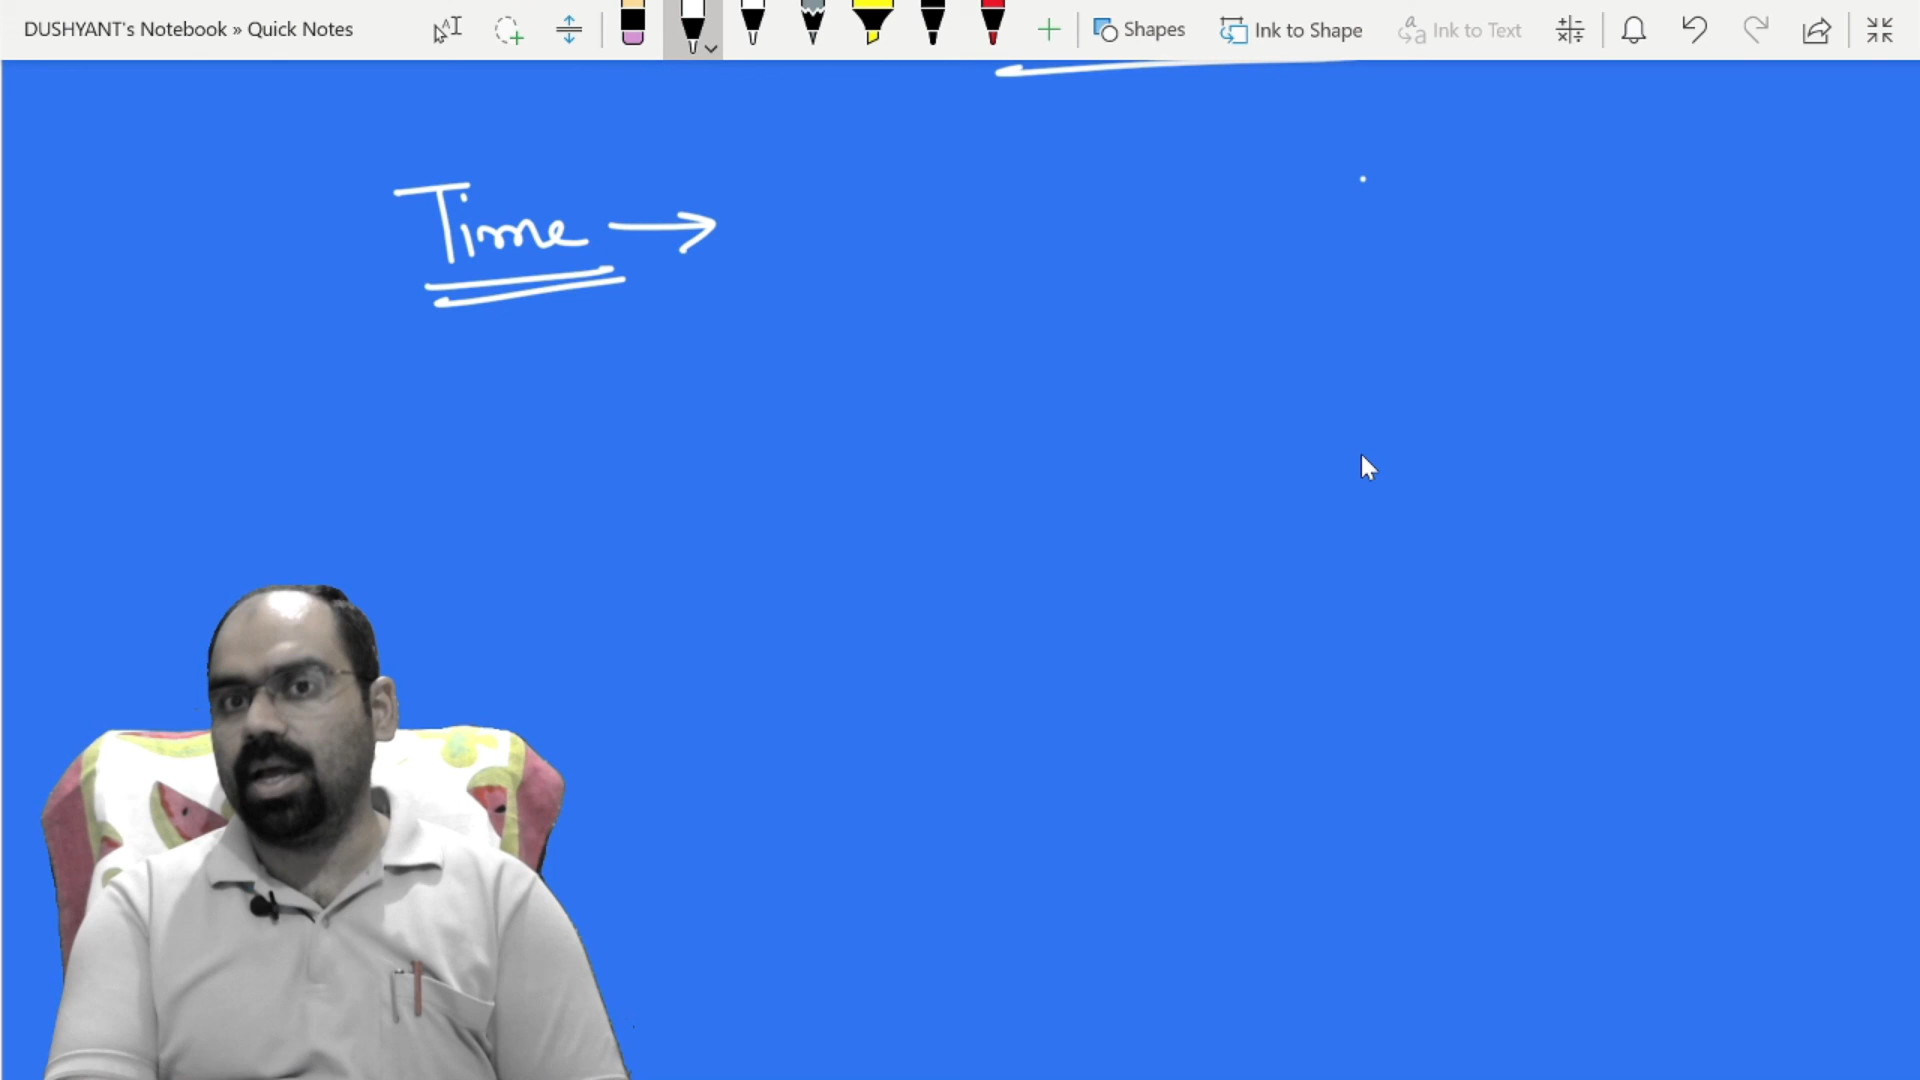 DUSHYANT's Notebook » Quick Notes
Shapes
Ink to Shape
Ink to Text
Time →